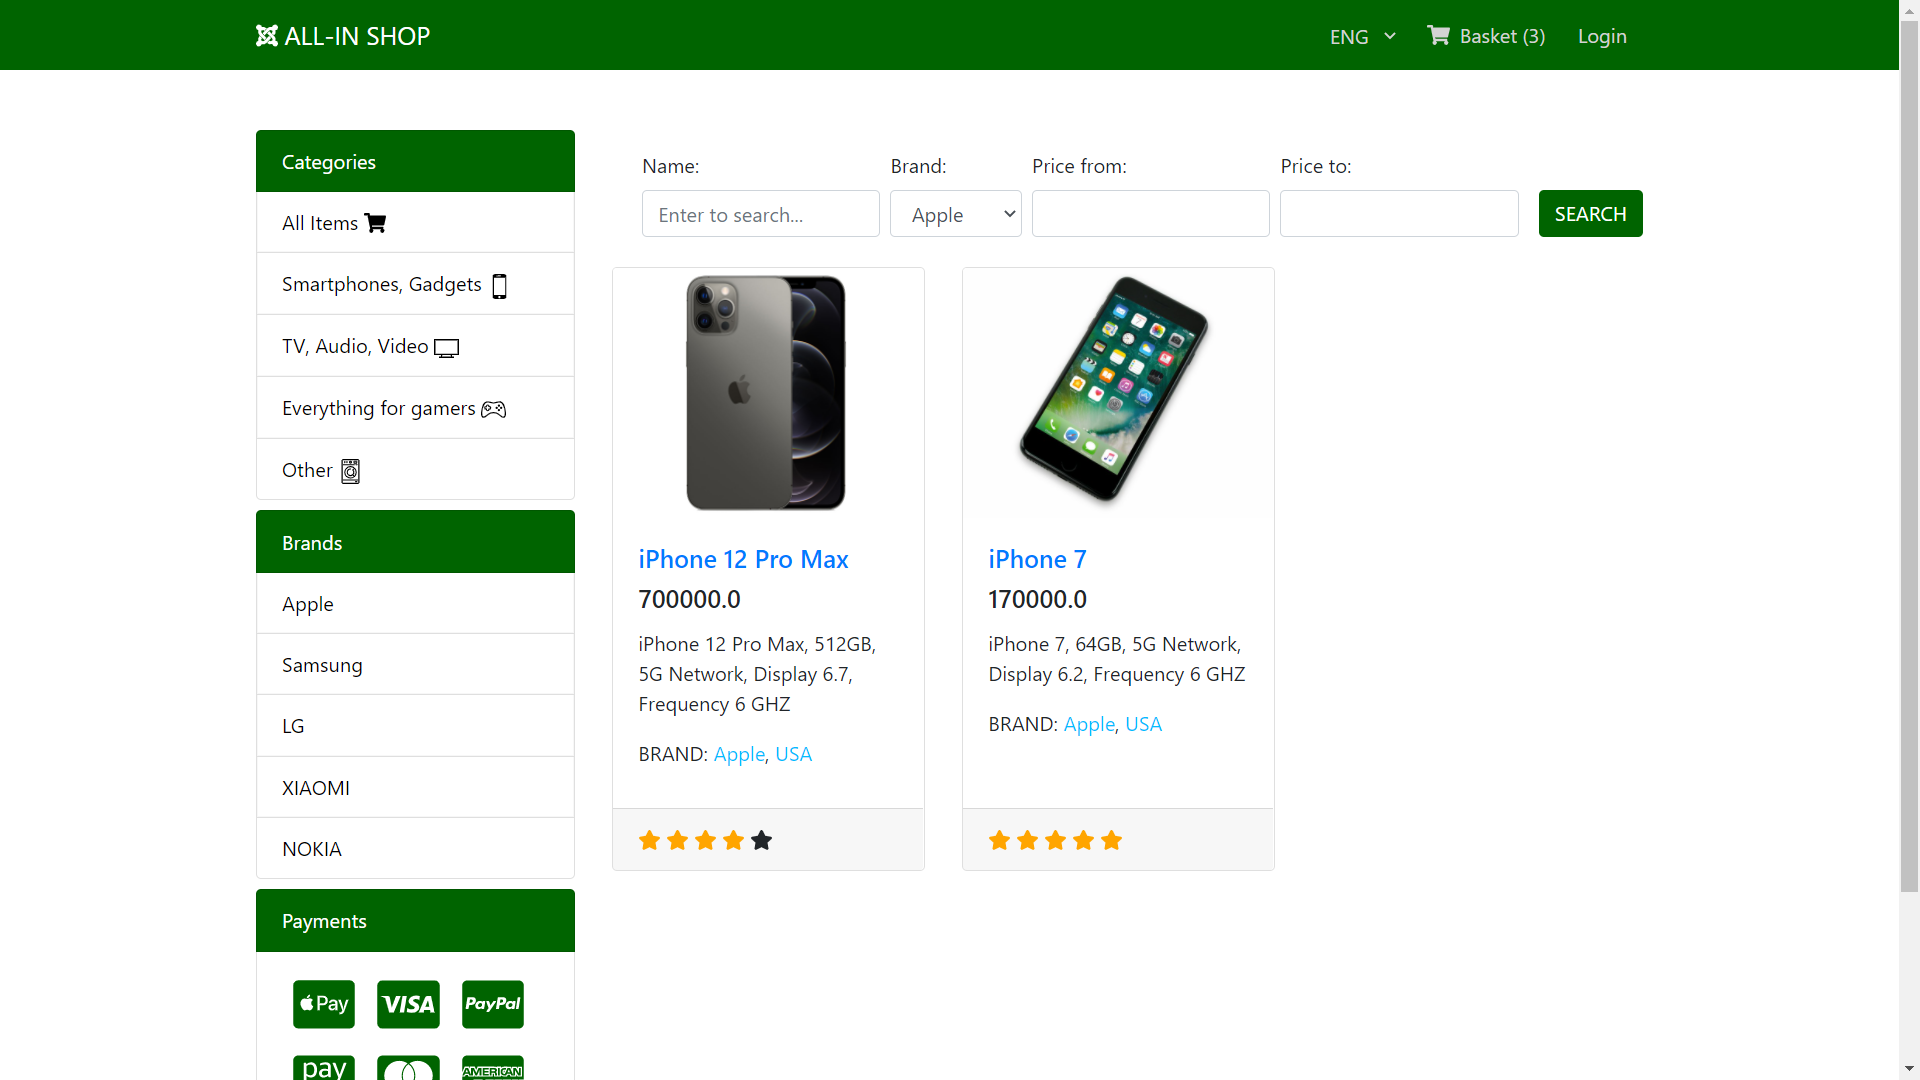 ALL-IN SHOP
ENG
Basket (3)
Login
Categories
All Items
Smartphones, Gadgets
TV, Audio, Video
Everything for gamers
Other
Brands
Apple
Samsung
LG
XIAOMI
NOKIA
Payments
Pay
VISA
PayPal
pay
AMERICAN
Name:
Brand:
Price from:
Price to:
Enter to search...
Apple
SEARCH
iPhone 12 Pro Max
700000.0
iPhone 12 Pro Max, 512GB,
5G Network, Display 6.7,
Frequency 6 GHZ
BRAND: Apple, USA
iPhone 7
170000.0
iPhone 7, 64GB, 5G Network,
Display 6.2, Frequency 6 GHZ
BRAND: Apple, USA